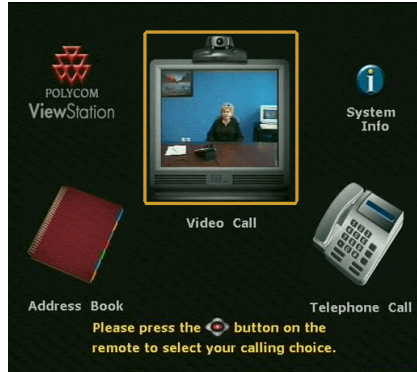 POLYCOM
ViewStation
System
Info
Video Call
Address Book
Telephone Call
Please press the button on the
remote to select your calling choice.